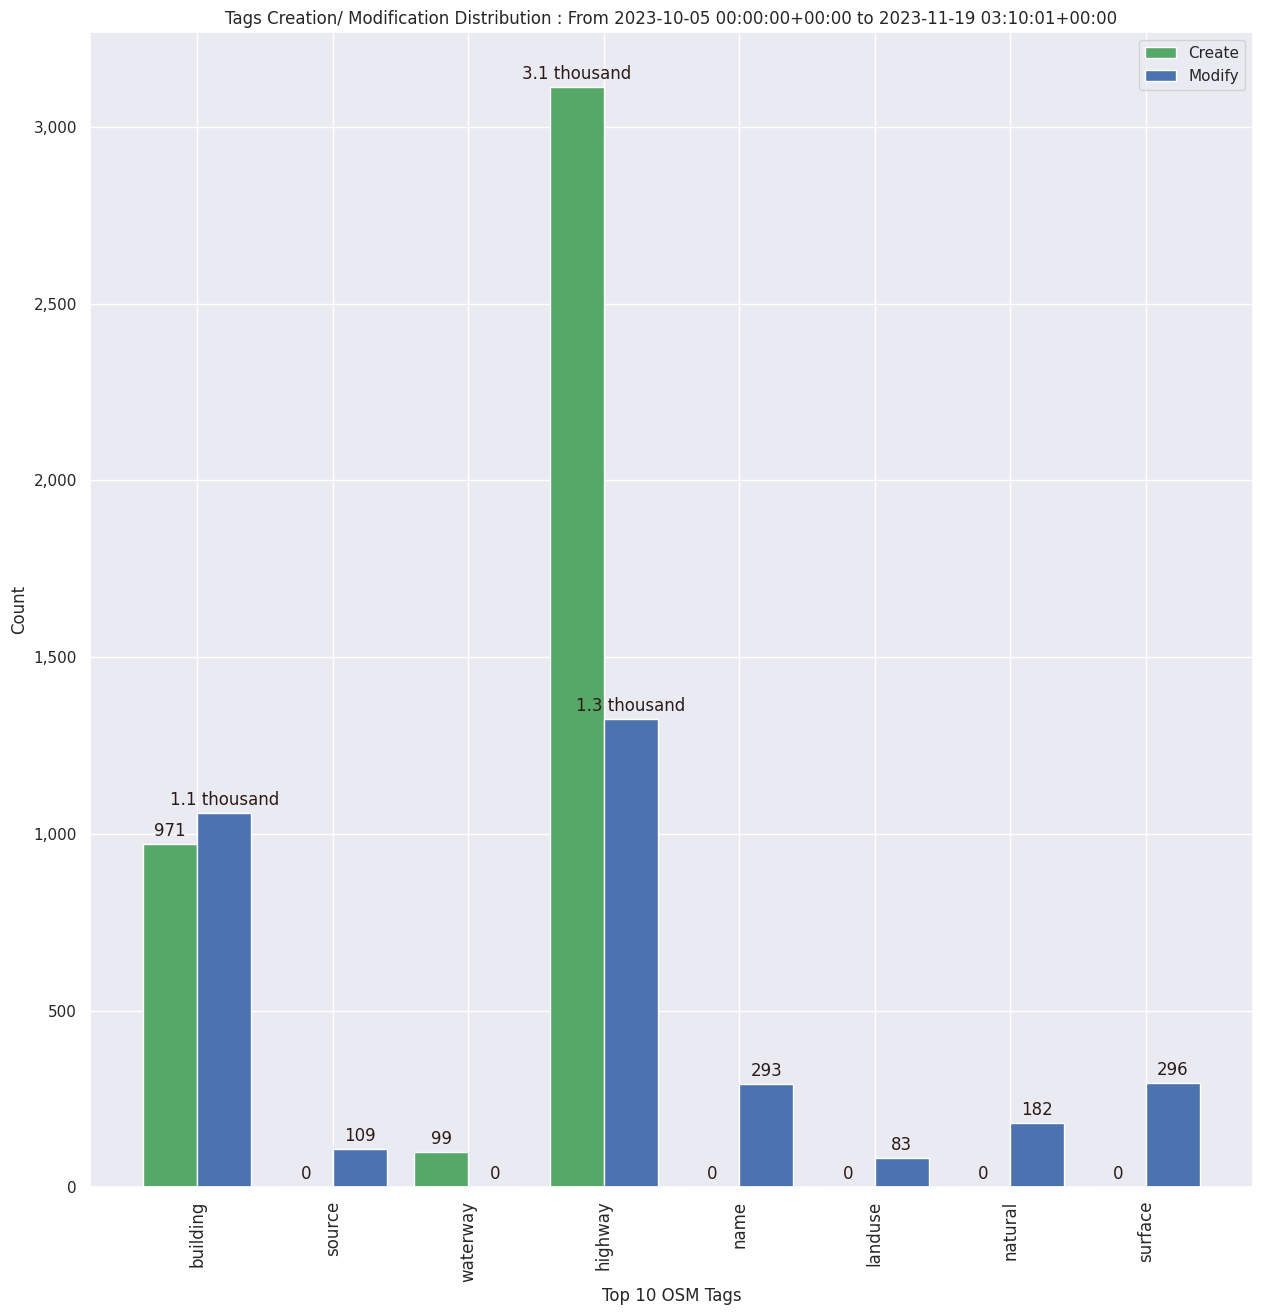 Tags Creation/ Modification Distribution : From 2023-10-05 00:00:00+00:00 to 2023-11-19 03:10:01+00:00
Create
Modify
3.1 thousand
1.3 thousand
1.1 thousand
971
0
109
99
0
0
293
0
83
0
182
0
296
3,000
2,500
2,000
1,500
1,000
500
0
Count
building
source
waterway
highway
name
landuse
natural
surface
Top 10 OSM Tags